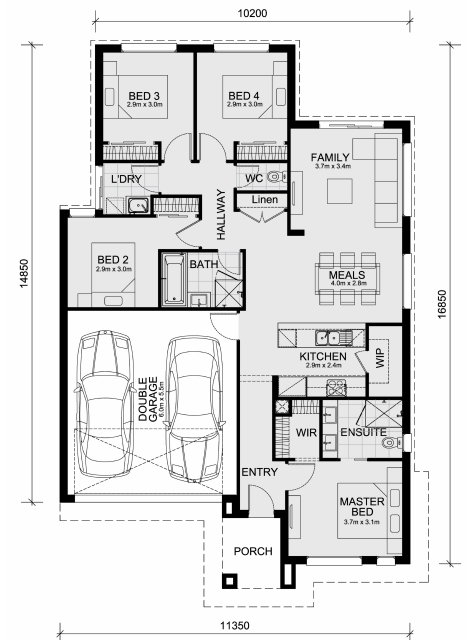 10200
BED 3
2.9m x 3.0m
BED 4
2.9m x 3.0m
FAMILY
3.7m x 3.4m
L'DRY
WC
Linen
HALLWAY
BED 2
2.9m x 3.0m
BATH
MEALS
4.0m x 2.8m
14850
16850
KITCHEN
2.9m x 2.4m
WIP
DOUBLE
GARAGE
6.0m x 5.5m
WIR
ENSUITE
ENTRY
MASTER
BED
3.7m x 3.1m
PORCH
11350